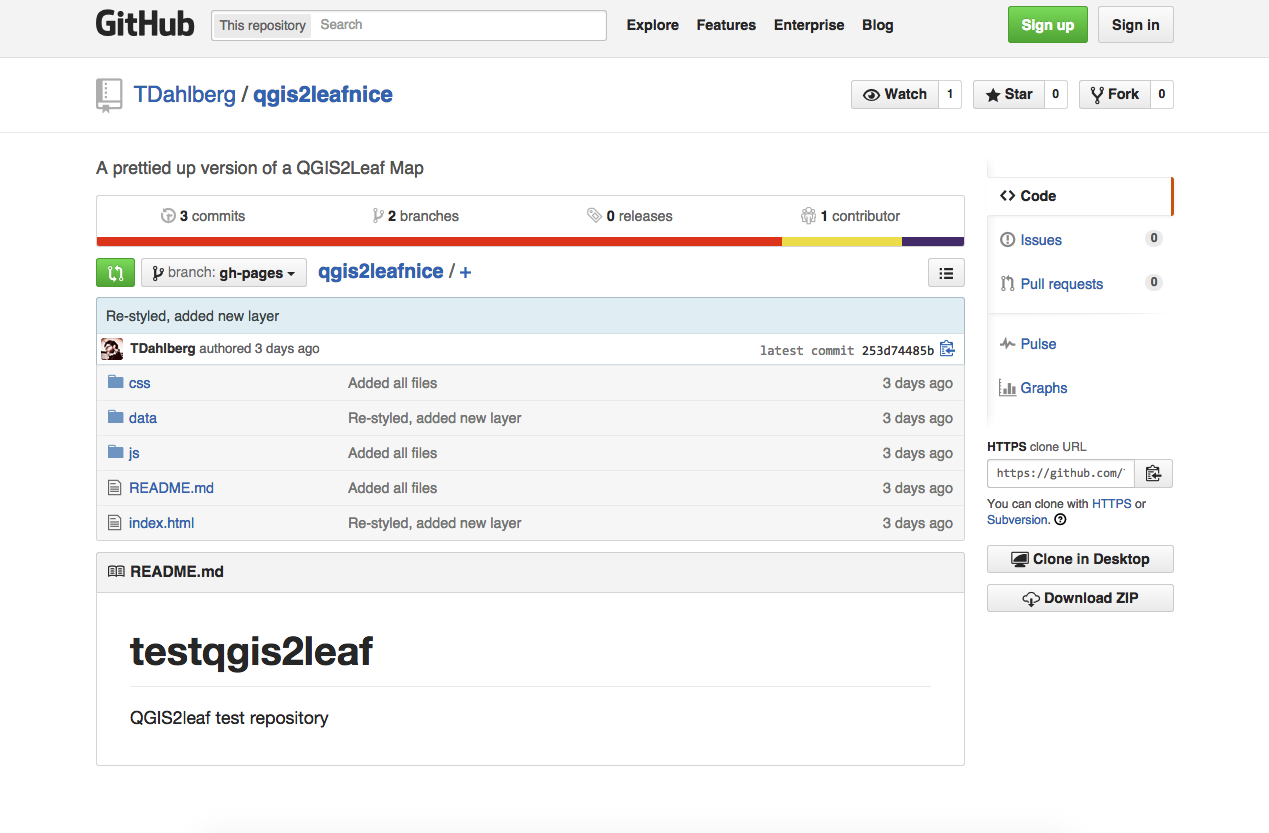 GitHub This repository Search Explore Features Enterprise Blog Sign up Sign in
TDahlberg / qgis2leafnice Watch 1 Star 0 Fork 0
A prettied up version of a QGIS2Leaf Map
3 commits 2 branches 0 releases 1 contributor
branch: gh-pages qgis2leafnice / +
Re-styled, added new layer
TDahlberg authored 3 days ago latest commit 253d74485b
css Added all files 3 days ago
data Re-styled, added new layer 3 days ago
js Added all files 3 days ago
README.md Added all files 3 days ago
index.html Re-styled, added new layer 3 days ago
README.md
testqgis2leaf
QGIS2leaf test repository
Code
Issues 0
Pull requests 0
Pulse
Graphs
HTTPS clone URL
https://github.com/
You can clone with HTTPS or
Subversion.
Clone in Desktop
Download ZIP